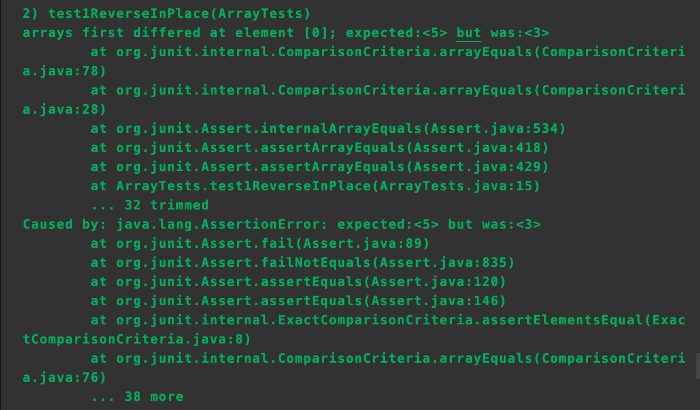 2) test1ReverseInPlace(ArrayTests)
arrays first differed at element [0]; expected:<5> but was:<3>
        at org.junit.internal.ComparisonCriteria.arrayEquals(ComparisonCriteri
a.java:78)
        at org.junit.internal.ComparisonCriteria.arrayEquals(ComparisonCriteri
a.java:28)
        at org.junit.Assert.internalArrayEquals(Assert.java:534)
        at org.junit.Assert.assertArrayEquals(Assert.java:418)
        at org.junit.Assert.assertArrayEquals(Assert.java:429)
        at ArrayTests.test1ReverseInPlace(ArrayTests.java:15)
        ... 32 trimmed
Caused by: java.lang.AssertionError: expected:<5> but was:<3>
        at org.junit.Assert.fail(Assert.java:89)
        at org.junit.Assert.failNotEquals(Assert.java:835)
        at org.junit.Assert.assertEquals(Assert.java:120)
        at org.junit.Assert.assertEquals(Assert.java:146)
        at org.junit.internal.ExactComparisonCriteria.assertElementsEqual(Exac
tComparisonCriteria.java:8)
        at org.junit.internal.ComparisonCriteria.arrayEquals(ComparisonCriteri
a.java:76)
        ... 38 more